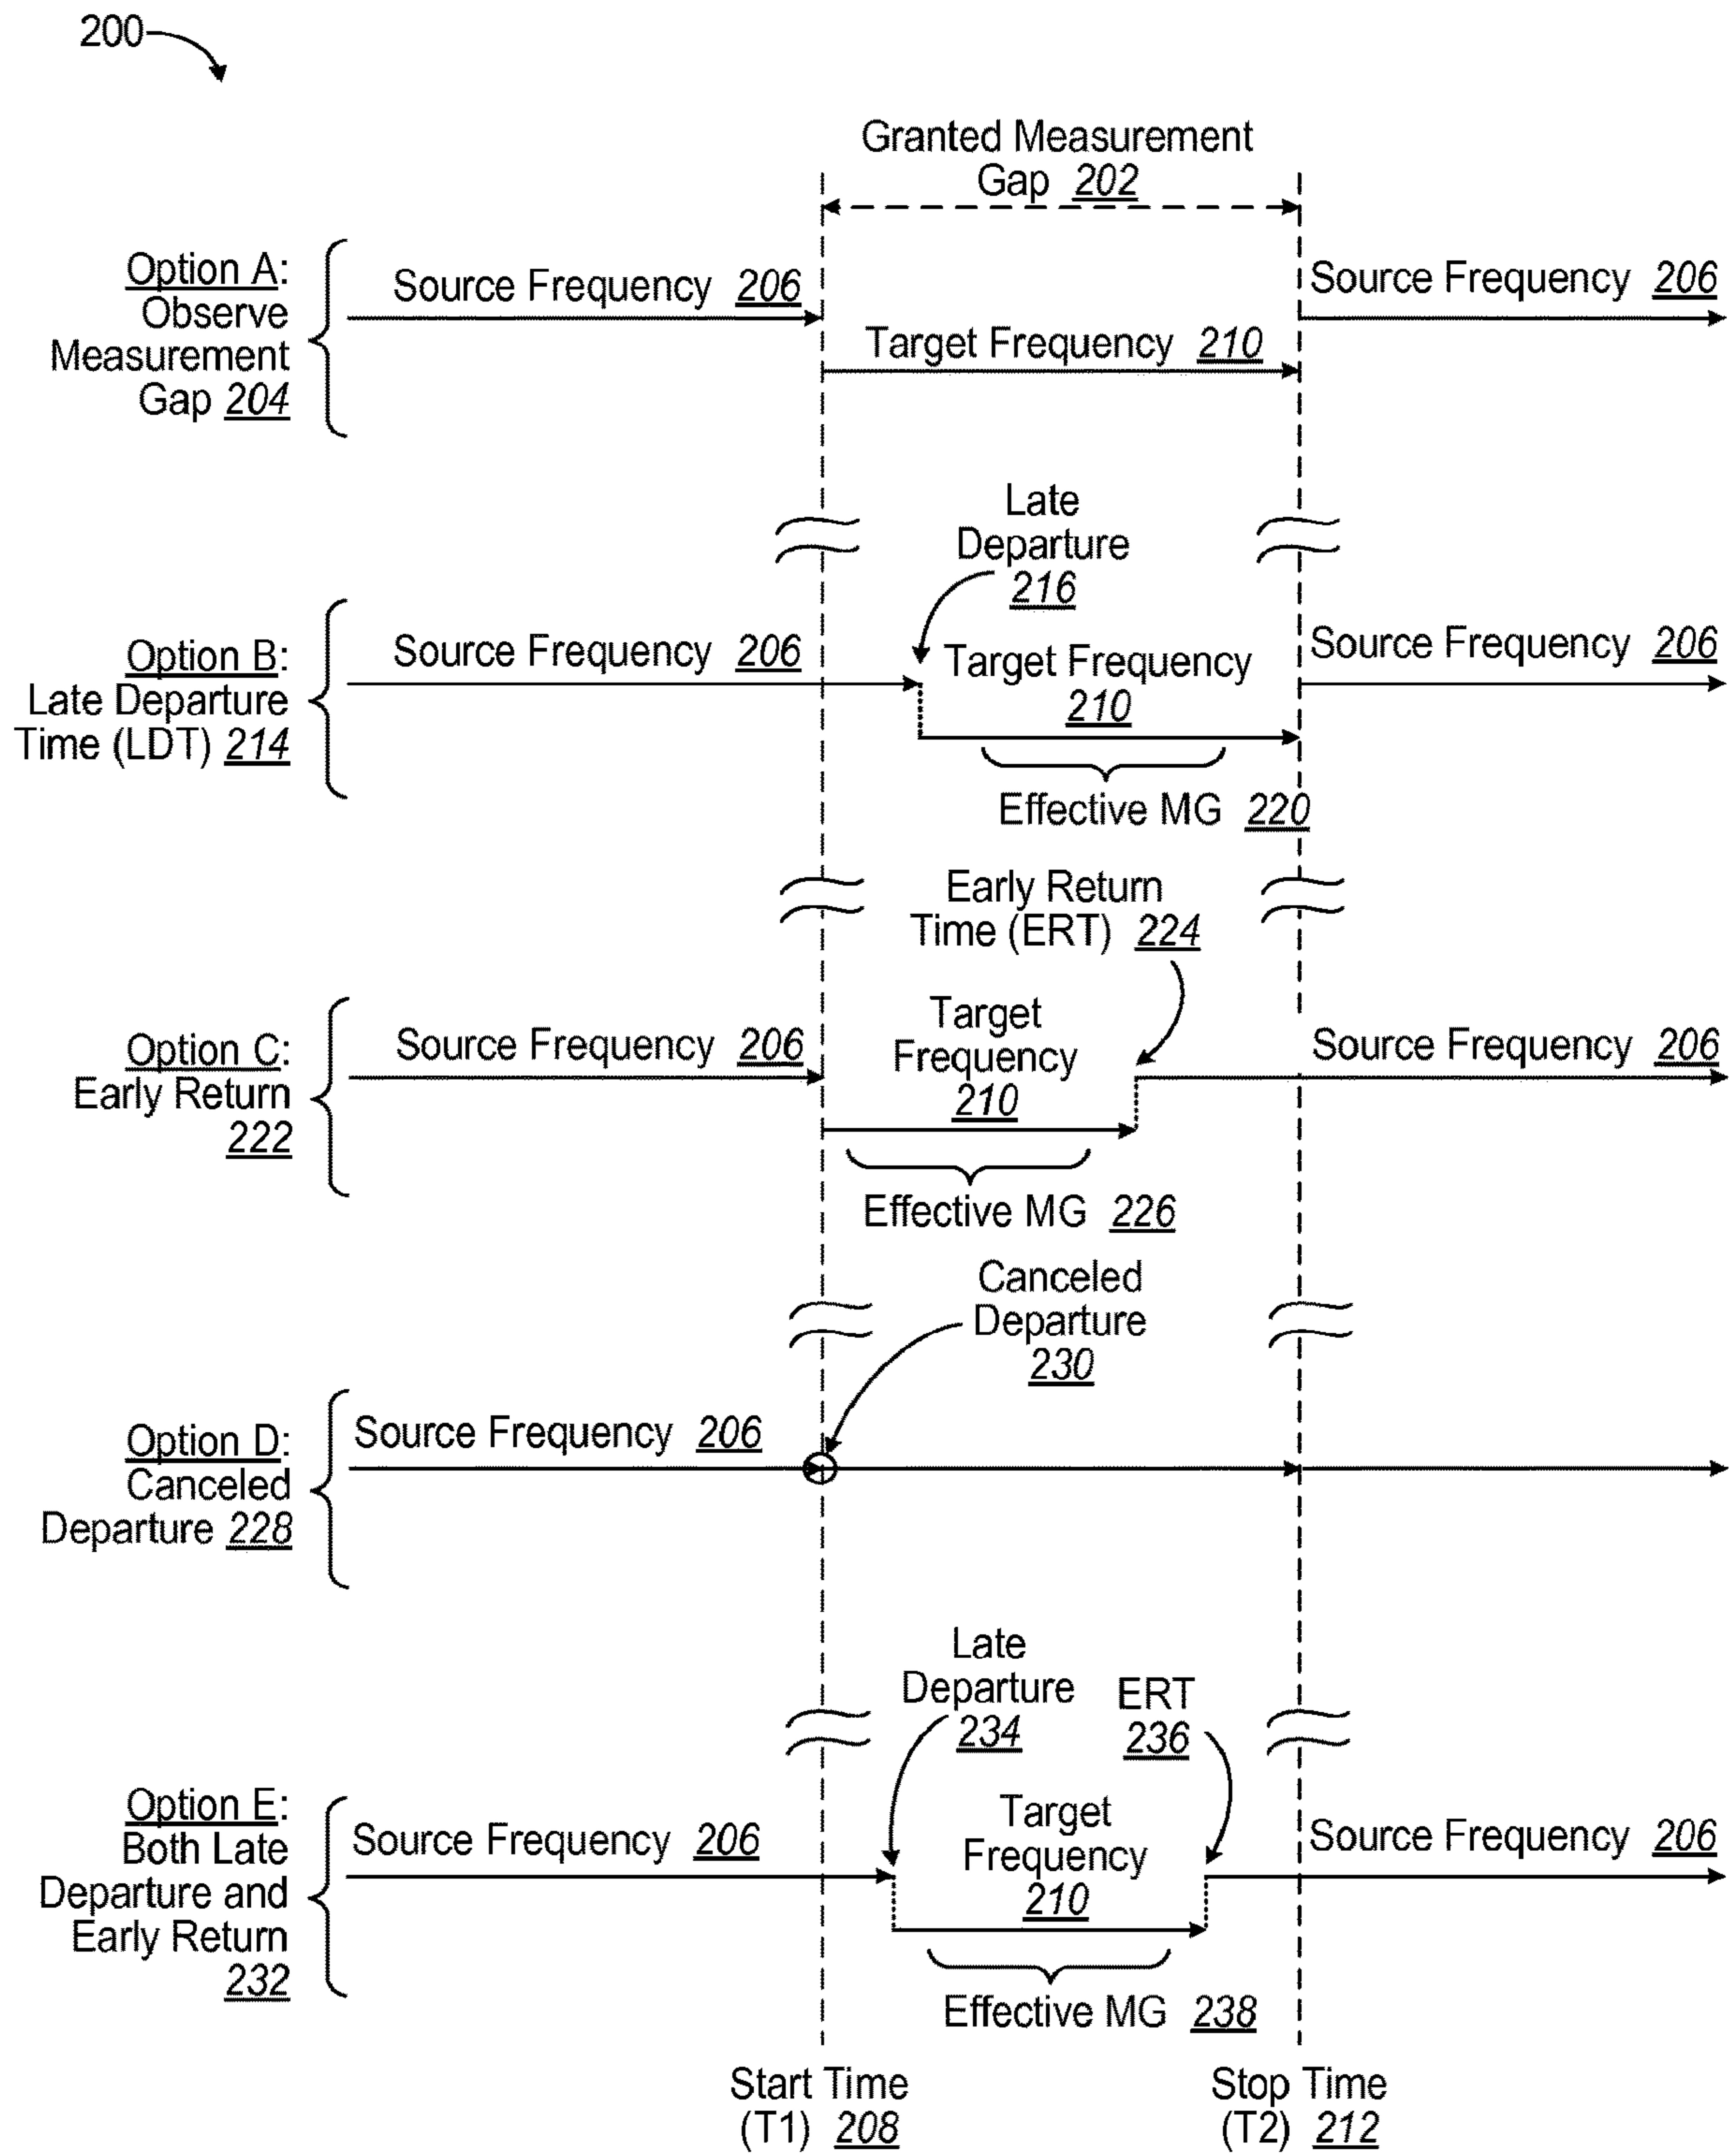 200
Granted Measurement
Gap 202
Option A:
Observe
Measurement
Gap 204
Source Frequency 206
Target Frequency 210
Source Frequency 206
Late
Departure
216
Option B:
Late Departure
Time (LDT) 214
Source Frequency 206
Target Frequency
210
Source Frequency 206
Effective MG 220
Early Return
Time (ERT) 224
Option C:
Early Return
222
Source Frequency 206
Target
Frequency
210
Source Frequency 206
Effective MG 226
Canceled
Departure
230
Option D:
Canceled
Departure 228
Source Frequency 206
Late
Departure
234
ERT
236
Option E:
Both Late
Departure and
Early Return
232
Source Frequency 206
Target
Frequency
210
Source Frequency 206
Effective MG 238
Start Time
(T1) 208
Stop Time
(T2) 212